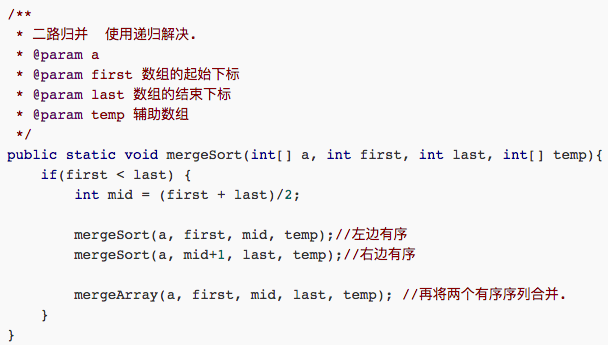 /**
 * 二路归并  使用递归解决.
 * @param a
 * @param first 数组的起始下标
 * @param last 数组的结束下标
 * @param temp 辅助数组
 */
public static void mergeSort(int[] a, int first, int last, int[] temp){
    if(first < last) {
        int mid = (first + last)/2;

        mergeSort(a, first, mid, temp);//左边有序
        mergeSort(a, mid+1, last, temp);//右边有序

        mergeArray(a, first, mid, last, temp); //再将两个有序序列合并.
    }
}